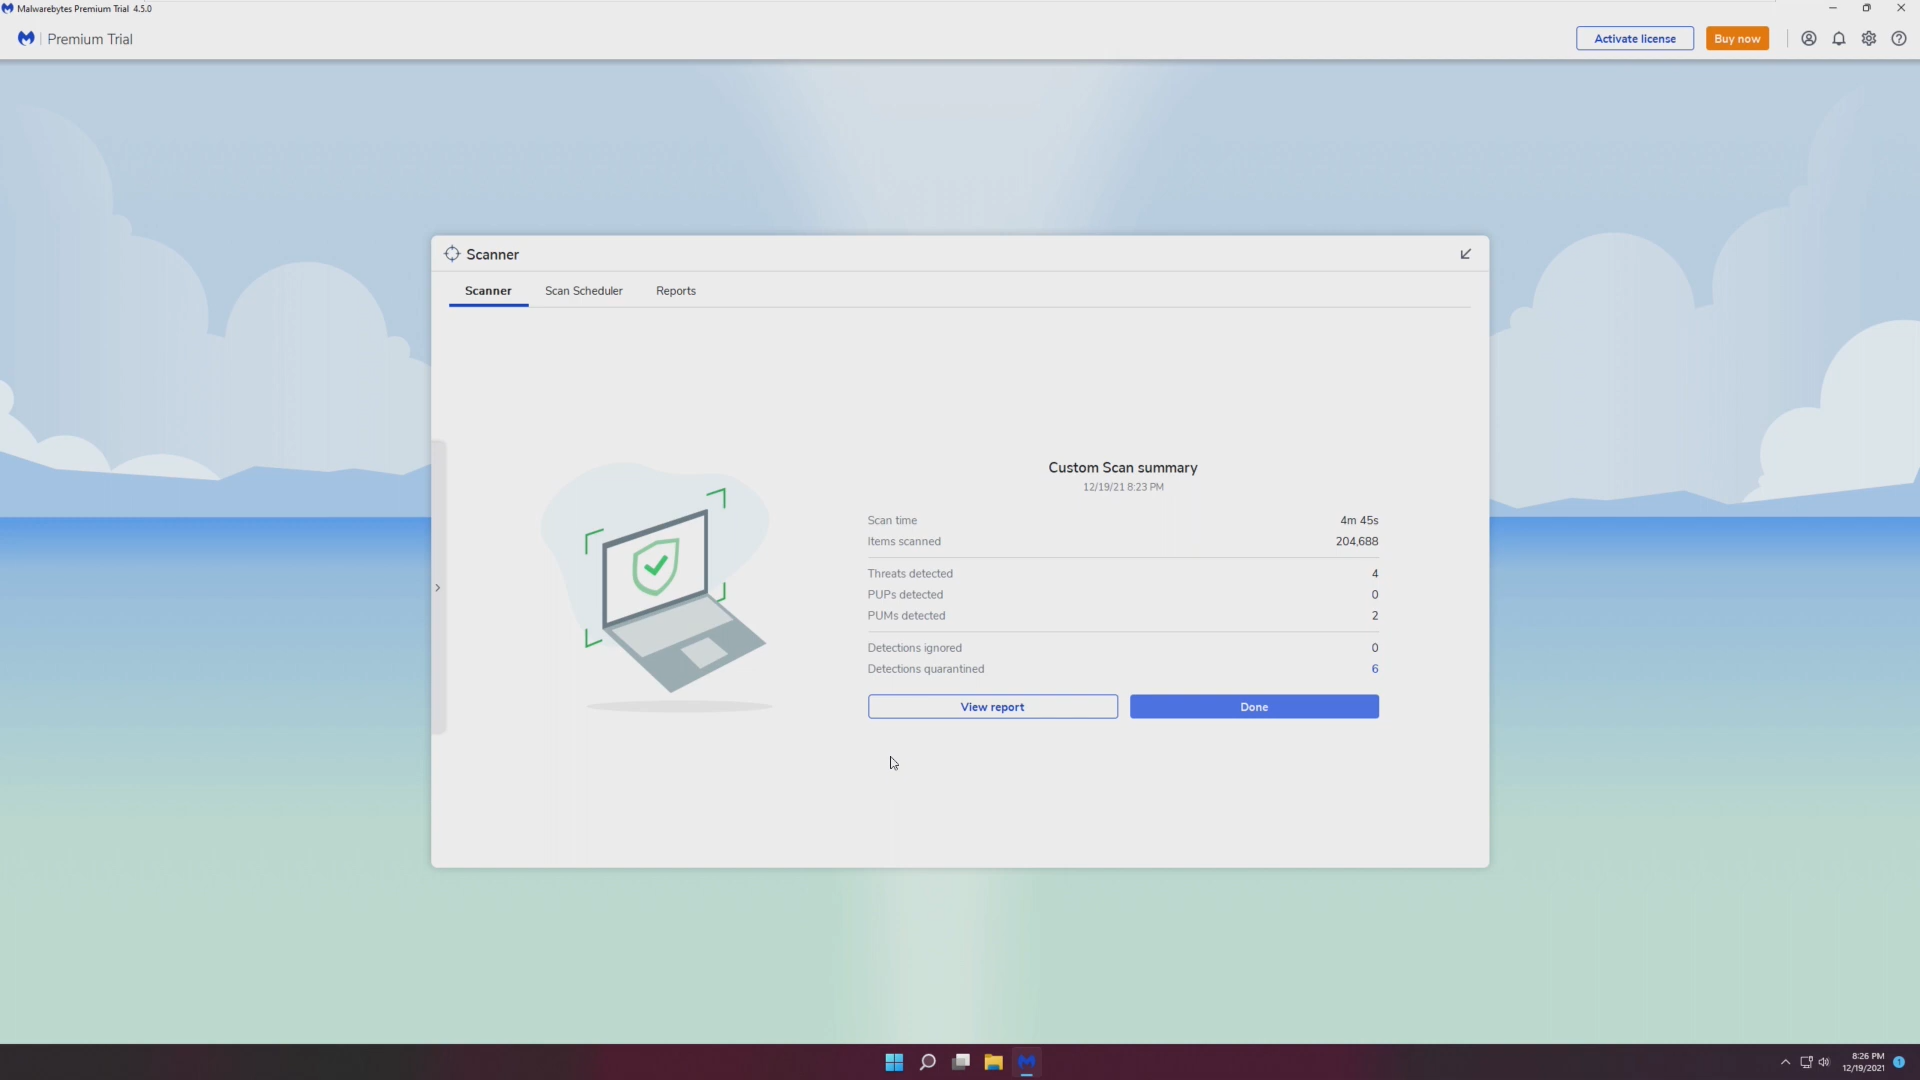 Malwarebytes Premium Trial 4.5.0
Premium Trial
Activate license
Buy now
Scanner
Scanner
Scan Scheduler
Reports
Custom Scan summary
12/19/21 8:23 PM
Scan time 4m 45s
Items scanned 204,688
Threats detected 4
PUPs detected 0
PUMs detected 2
Detections ignored 0
Detections quarantined 6
View report
Done
8:26 PM
12/19/2021
1